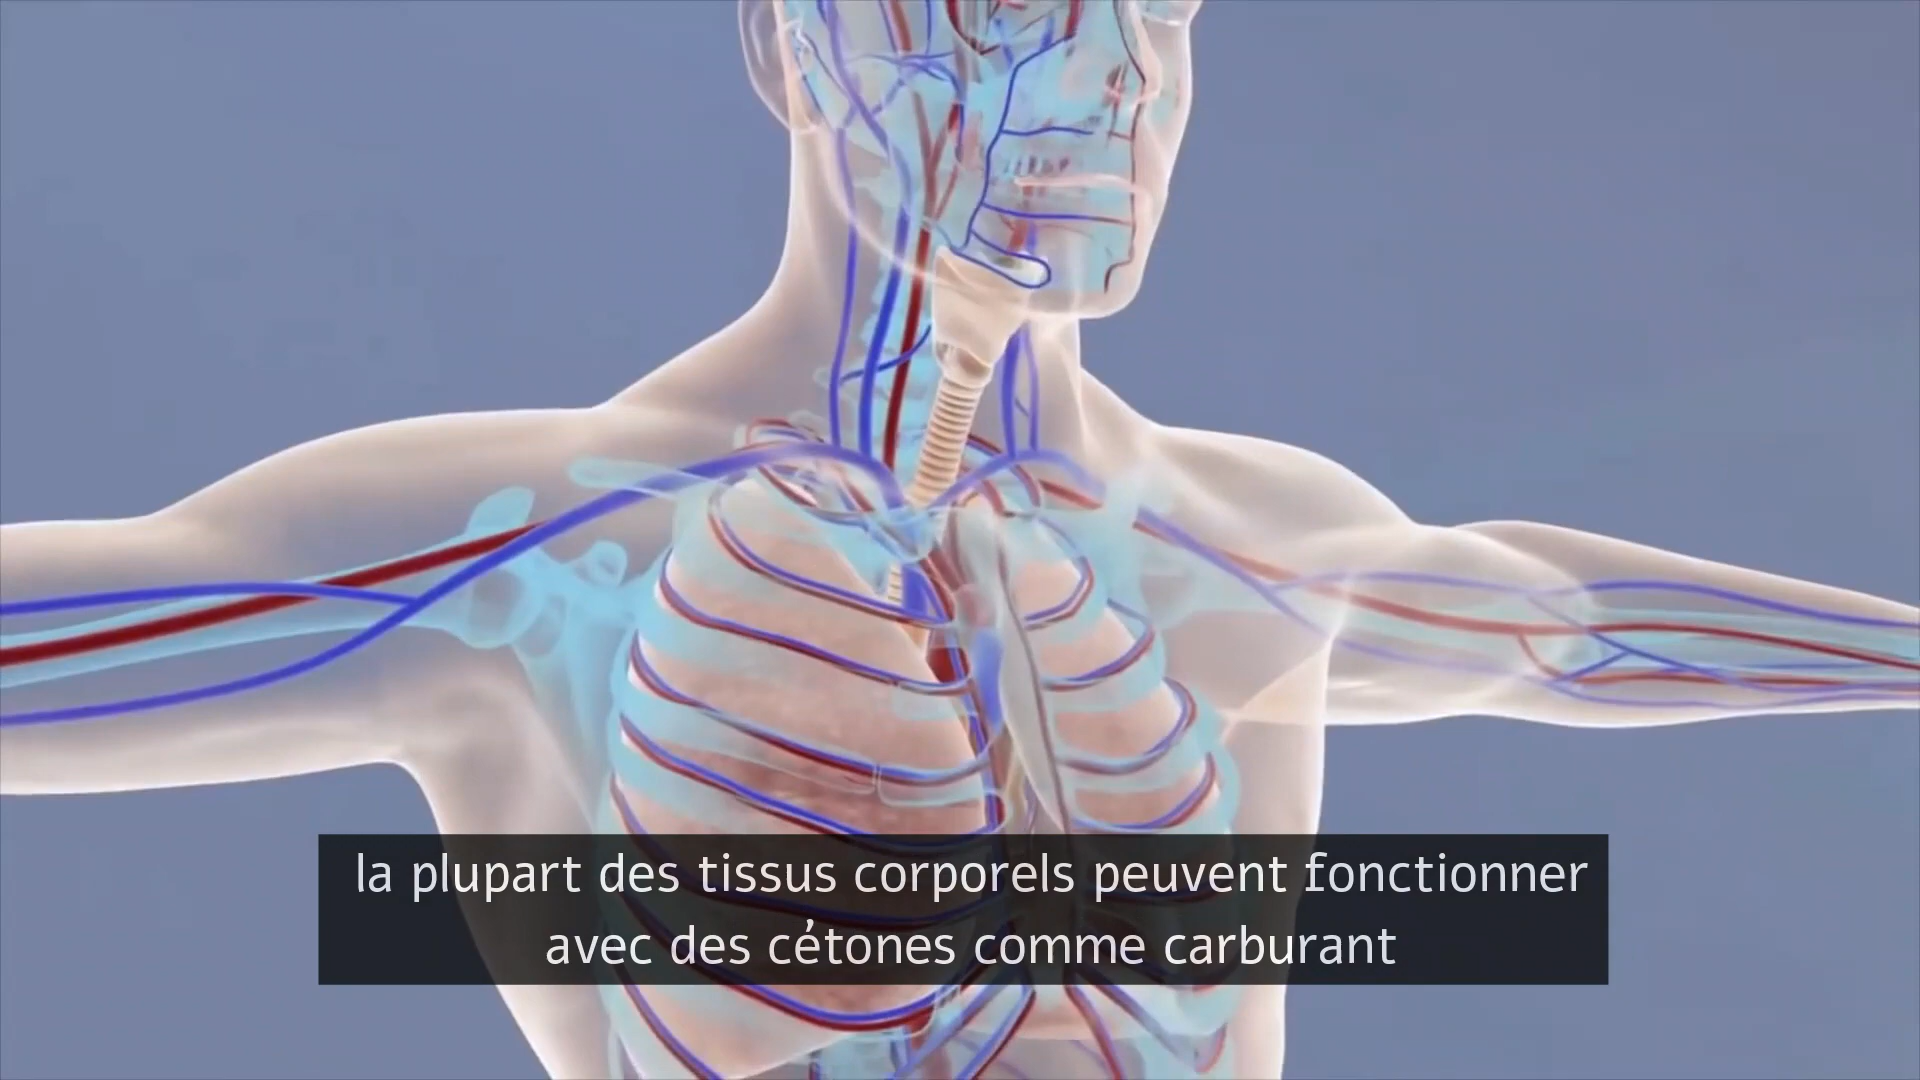 la plupart des tissus corporels peuvent fonctionner
avec des cétones comme carburant